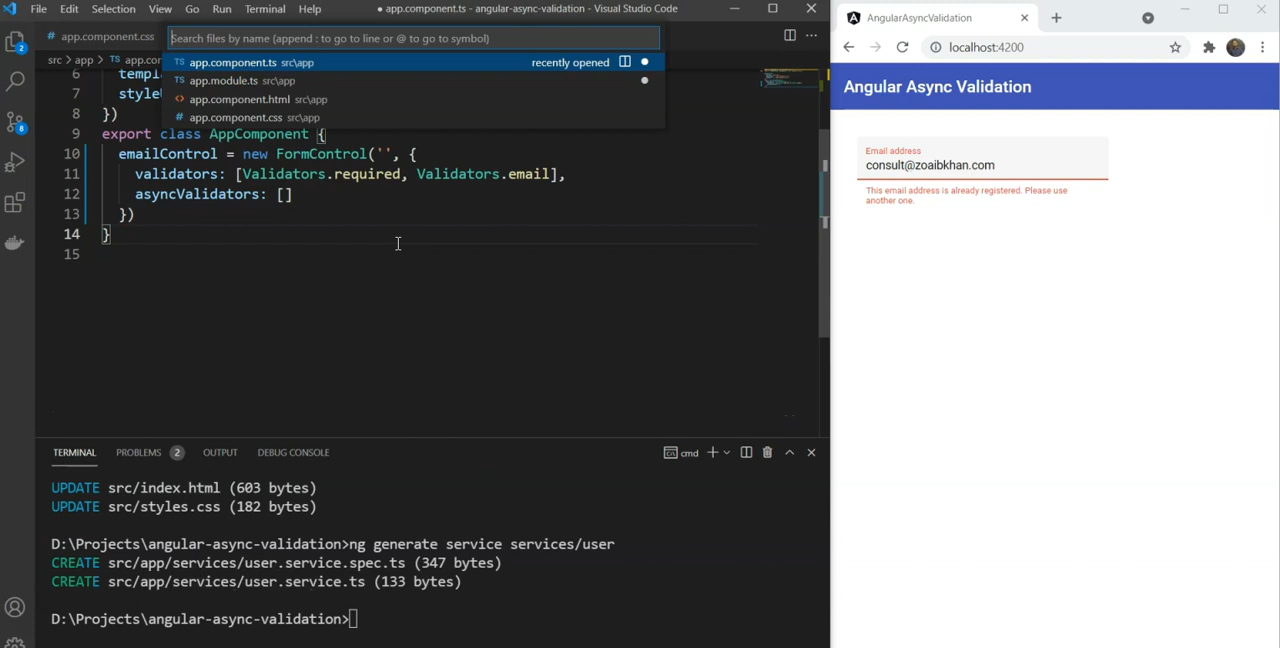 File Edit Selection View Go Run Terminal Help
● app.component.ts - angular-async-validation - Visual Studio Code
# app.component.css
Search files by name (append : to go to line or @ to go to symbol)
src > app > TS app.cor
TS app.component.ts src\app recently opened
TS app.module.ts src\app
<> app.component.html src\app
# app.component.css src\app
6 templ
7 style
8 })
9 export class AppComponent {
10 emailControl = new FormControl('', {
11 validators: [Validators.required, Validators.email],
12 asyncValidators: []
13 })
14 }
15
2
8
TERMINAL PROBLEMS 2 OUTPUT DEBUG CONSOLE
cmd
UPDATE src/index.html (603 bytes)
UPDATE src/styles.css (182 bytes)
D:\Projects\angular-async-validation>ng generate service services/user
CREATE src/app/services/user.service.spec.ts (347 bytes)
CREATE src/app/services/user.service.ts (133 bytes)
D:\Projects\angular-async-validation>
AngularAsyncValidation
localhost:4200
Angular Async Validation
Email address
consult@zoaibkhan.com
This email address is already registered. Please use
another one.